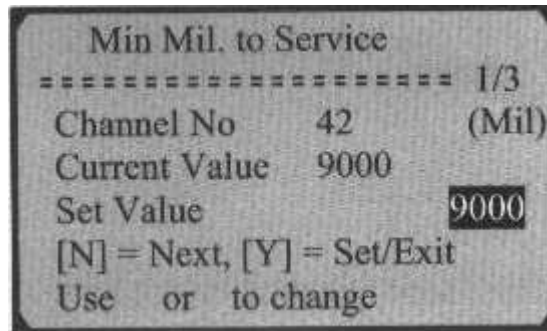 Min Mil. to Service
==================== 1/3
Channel No 42 (Mil)
Current Value 9000
Set Value 9000
[N] = Next, [Y] = Set/Exit
Use or to change